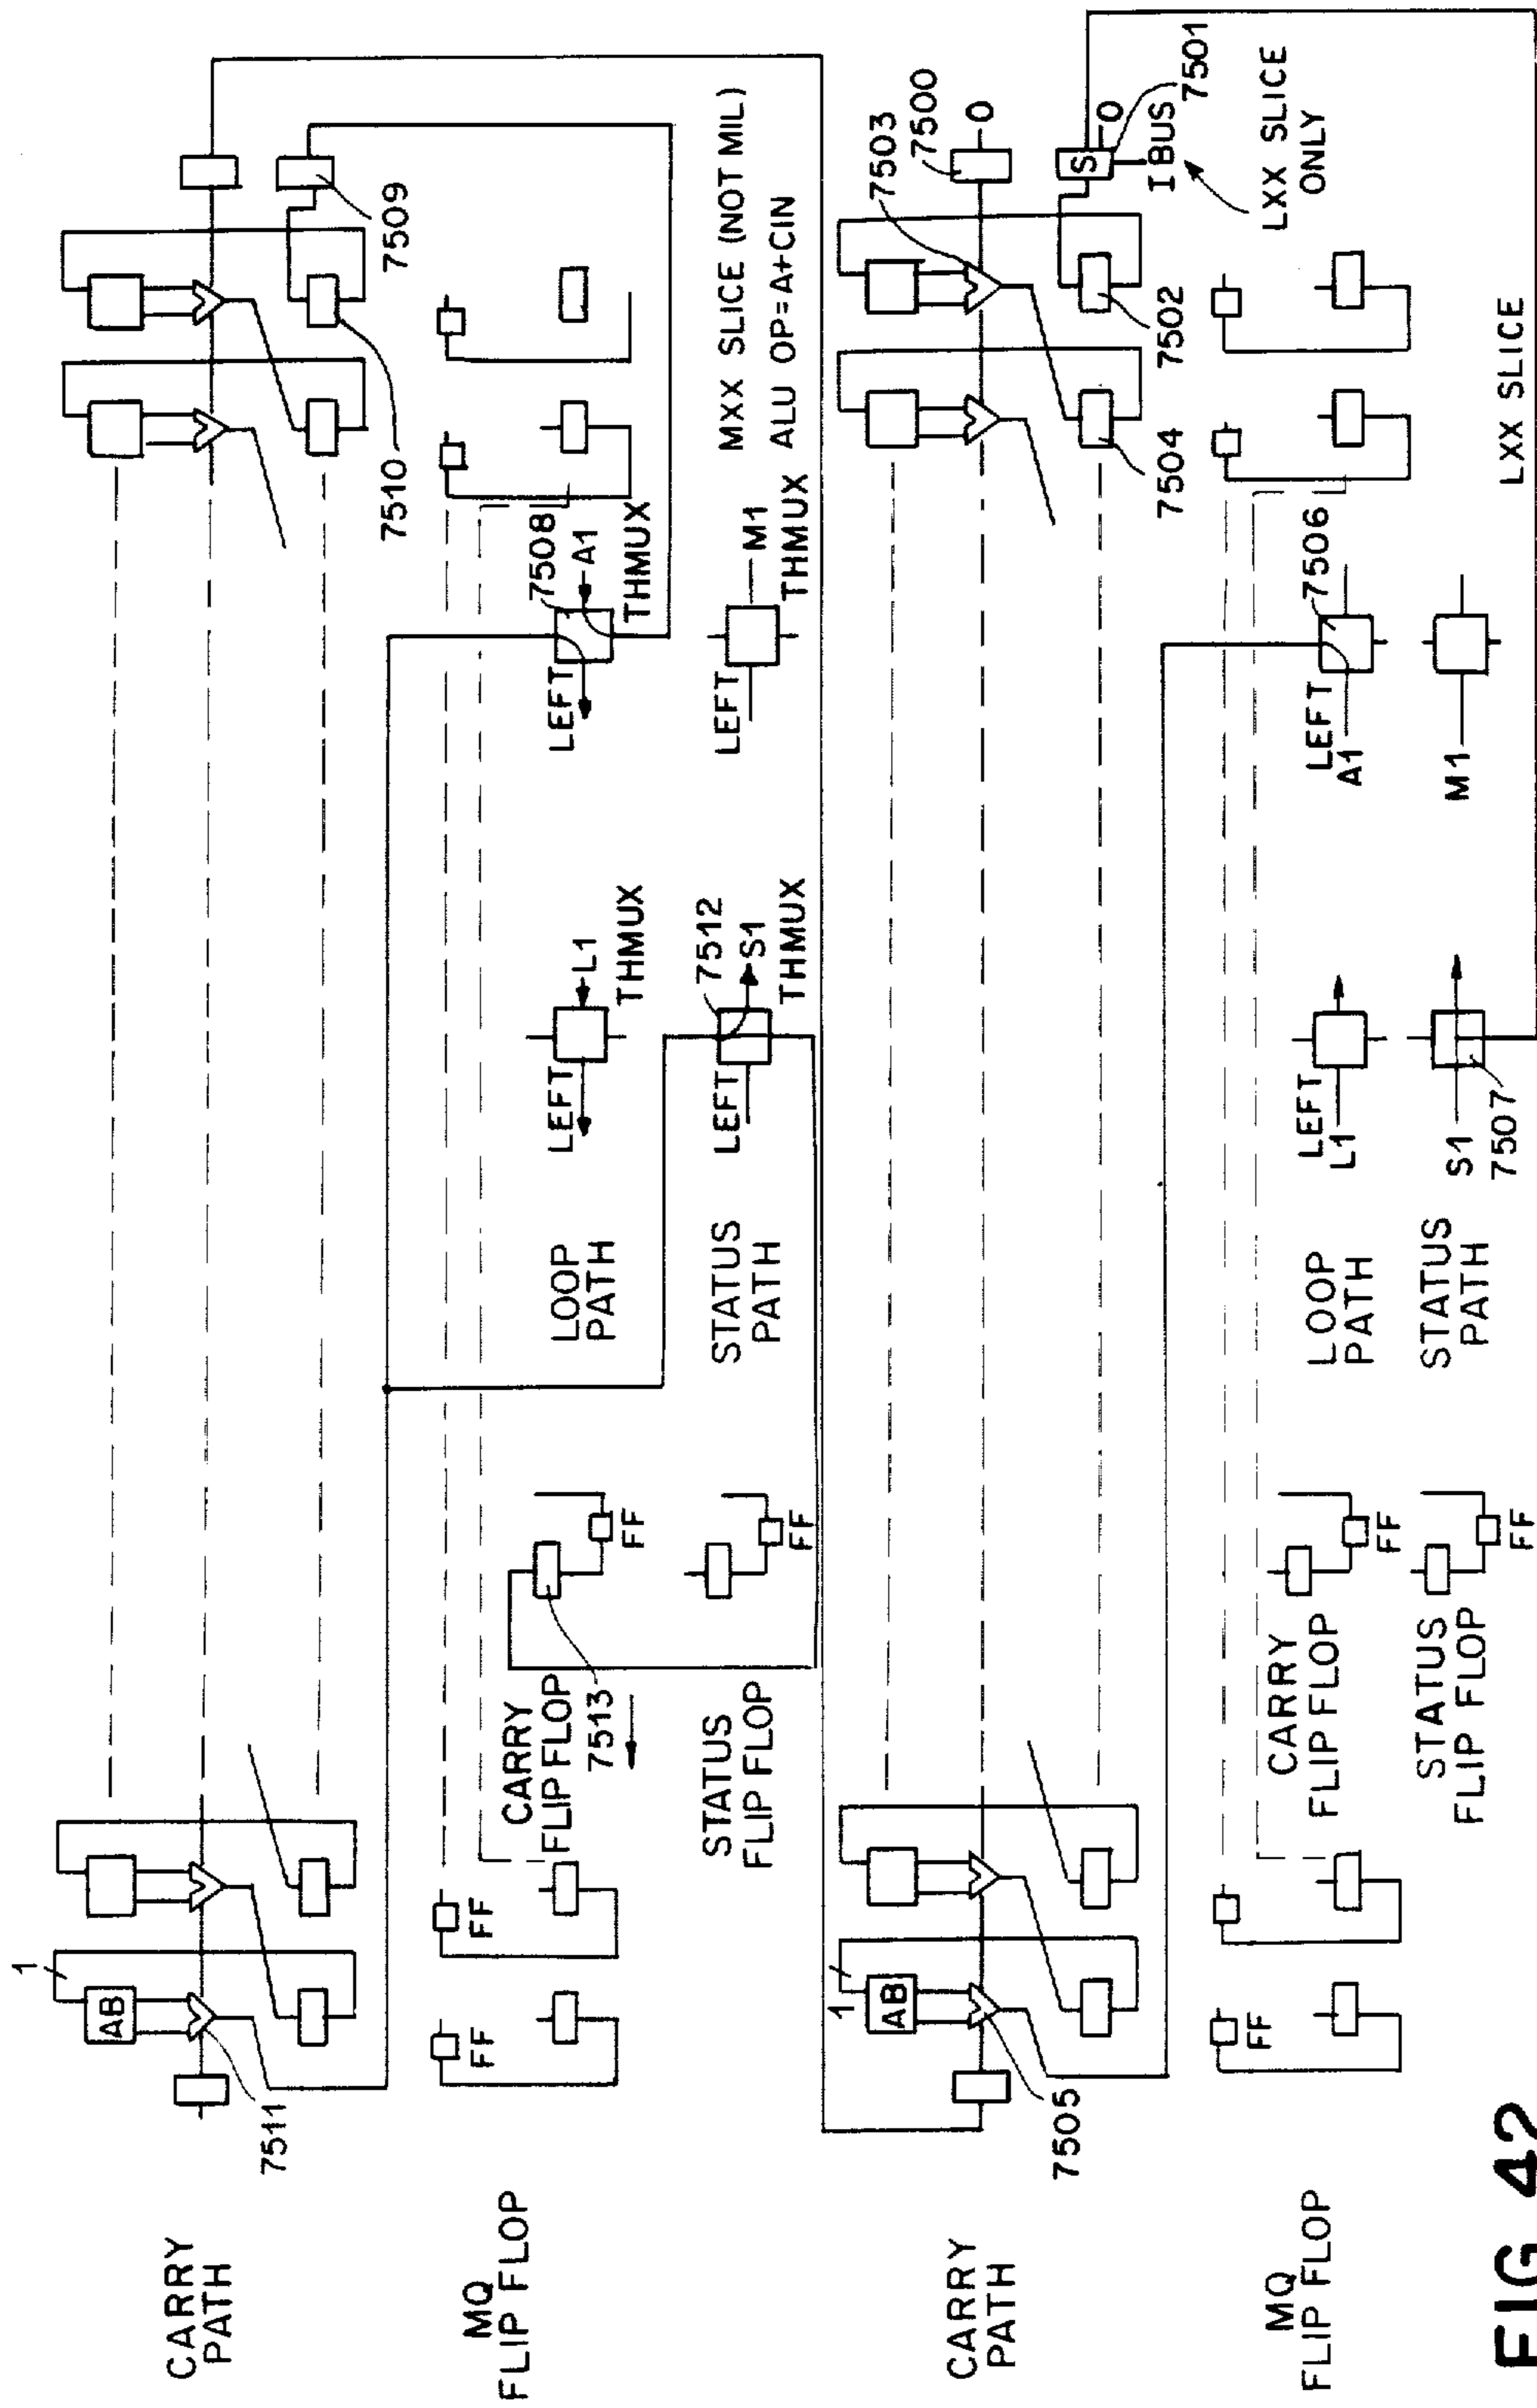 CARRY
PATH
1
AB
7511
7509
7510
MQ
FLIP FLOP
FF
FF
CARRY
FLIP FLOP
7513
FF
LOOP
PATH
LEFT
L1
THMUX
LEFT
7508
A1
THMUX
MXX SLICE (NOT MIL)
ALU OP=A+CIN
STATUS
FLIP FLOP
FF
STATUS
PATH
LEFT
7512
S1
THMUX
LEFT
M1
THMUX
CARRY
PATH
1
AB
7505
7503
7500
0
S
0
I BUS
7501
7504
7502
LXX SLICE
ONLY
MQ
FLIP FLOP
FF
CARRY
FLIP FLOP
FF
LOOP
PATH
LEFT
L1
LEFT
A1
7506
STATUS
FLIP FLOP
FF
STATUS
PATH
S1
7507
M1
LXX SLICE
FIG 42